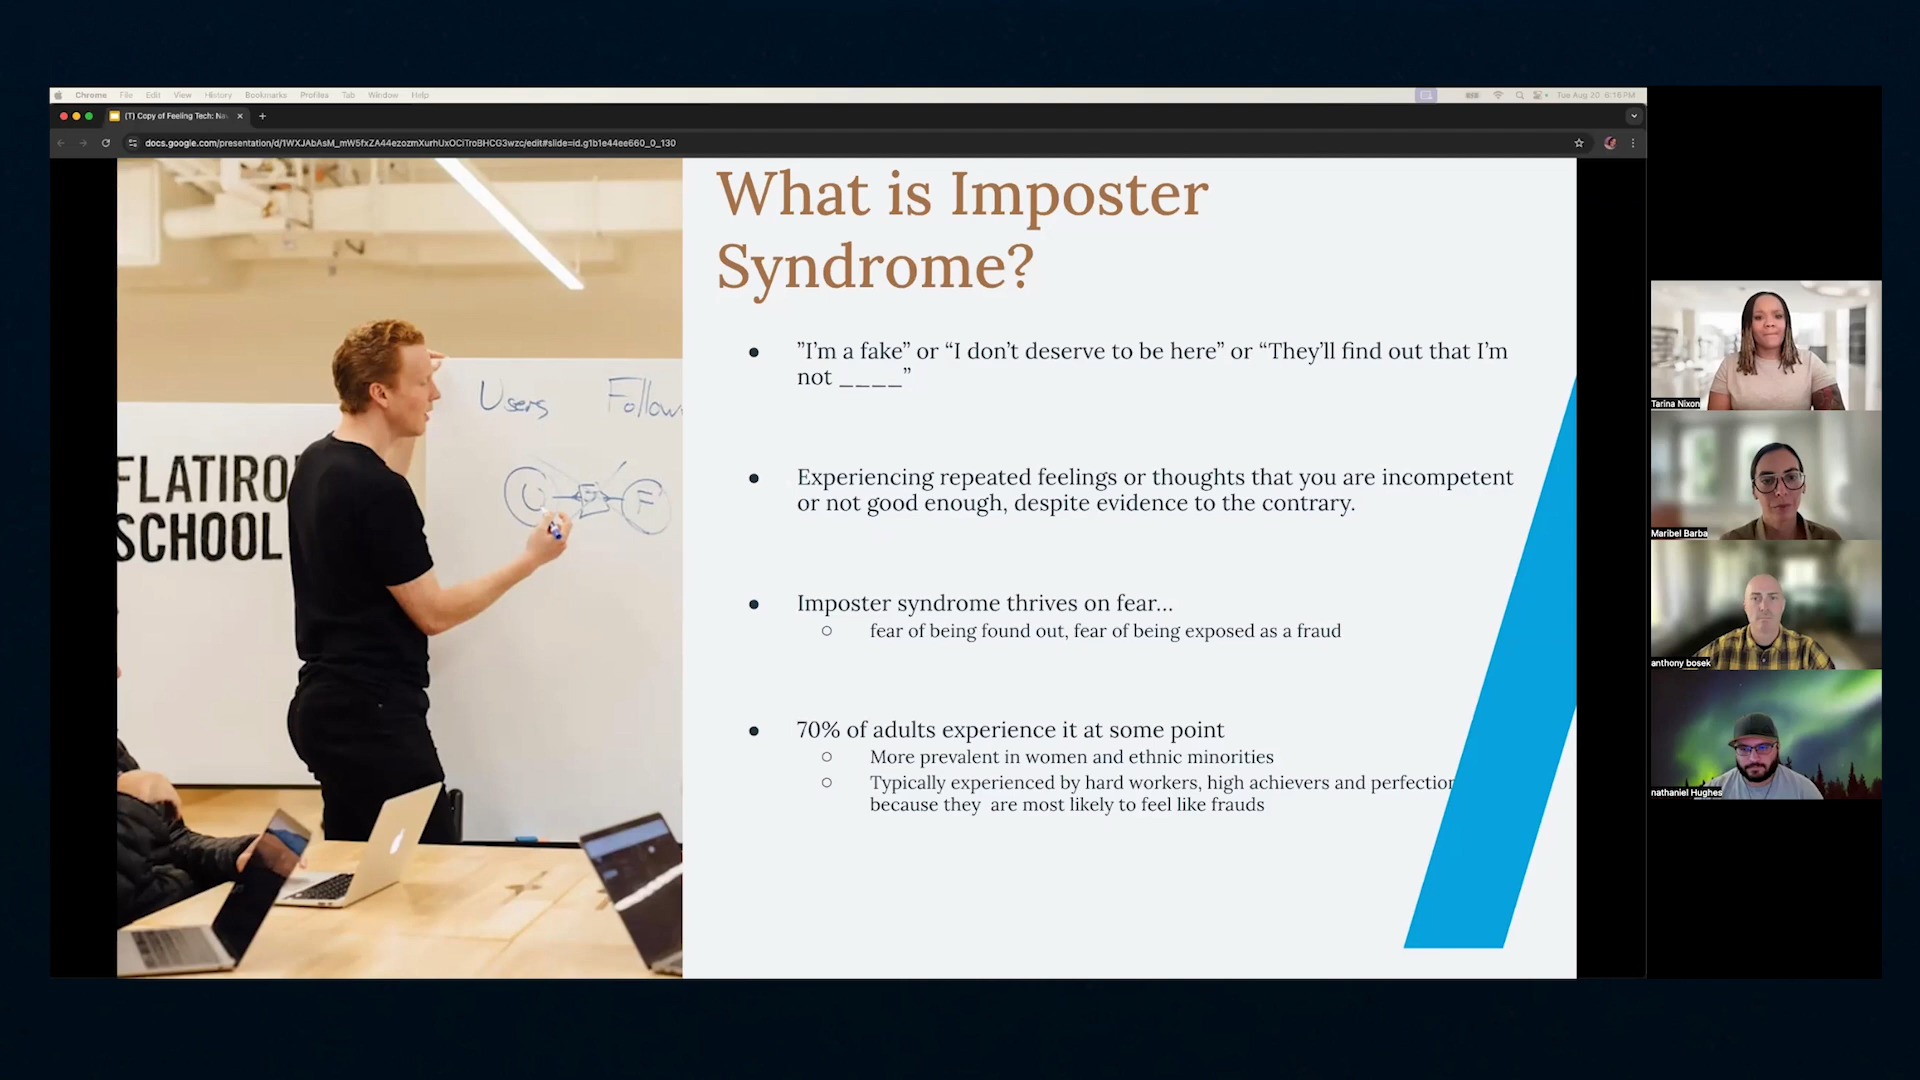 Chrome File Edit View History Bookmarks Profiles Tab Window Help
Tue Aug 20 6:16 PM
(T) Copy of Feeling Tech: Na
docs.google.com/presentation/d/1WXJAbAsM_mW5fxZA44ezozmXurhUxOCiTroBHCG3wzc/edit#slide=id.g1b1e44ee660_0_130
FLATIRO
SCHOOL
Users Follow
U F F
What is Imposter
Syndrome?
● ”I’m a fake” or “I don’t deserve to be here” or “They’ll find out that I’m
not ____”
● Experiencing repeated feelings or thoughts that you are incompetent
or not good enough, despite evidence to the contrary.
● Imposter syndrome thrives on fear…
○ fear of being found out, fear of being exposed as a fraud
● 70% of adults experience it at some point
○ More prevalent in women and ethnic minorities
○ Typically experienced by hard workers, high achievers and perfection
because they are most likely to feel like frauds
Tarina Nixon
Maribel Barba
anthony bosek
nathaniel Hughes